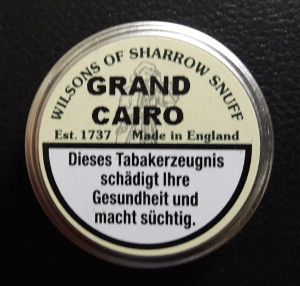 WILSONS OF SHARROW SNUFF
GRAND
CAIRO
Est. 1737 Made in England
Dieses Tabakerzeugnis
schädigt Ihre
Gesundheit und
macht süchtig.